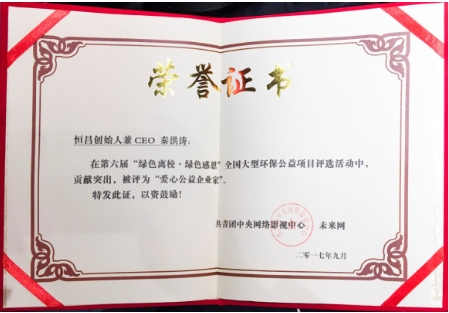 荣誉证书
恒昌创始人兼CEO 秦洪涛:
在第六届“绿色离校·绿色感恩”全国大型环保公益项目评选活动中,
贡献突出,被评为“爱心公益企业家”。
特发此证,以资鼓励!
共青团中央网络影视中心 未来网
二〇一七年九月